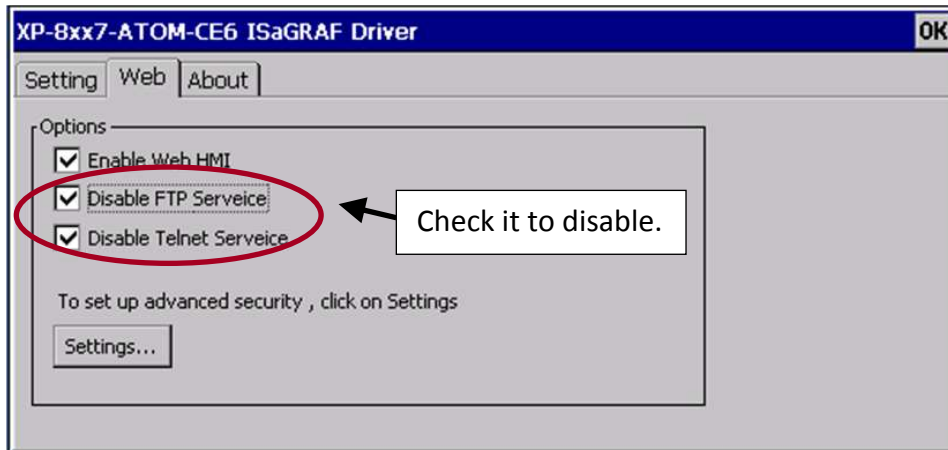 XP-8xx7-ATOM-CE6 ISaGRAF Driver OK
Setting Web About
Options
Enable Web HMI
Disable FTP Serveice
Disable Telnet Serveice
Check it to disable.
To set up advanced security , click on Settings
Settings...